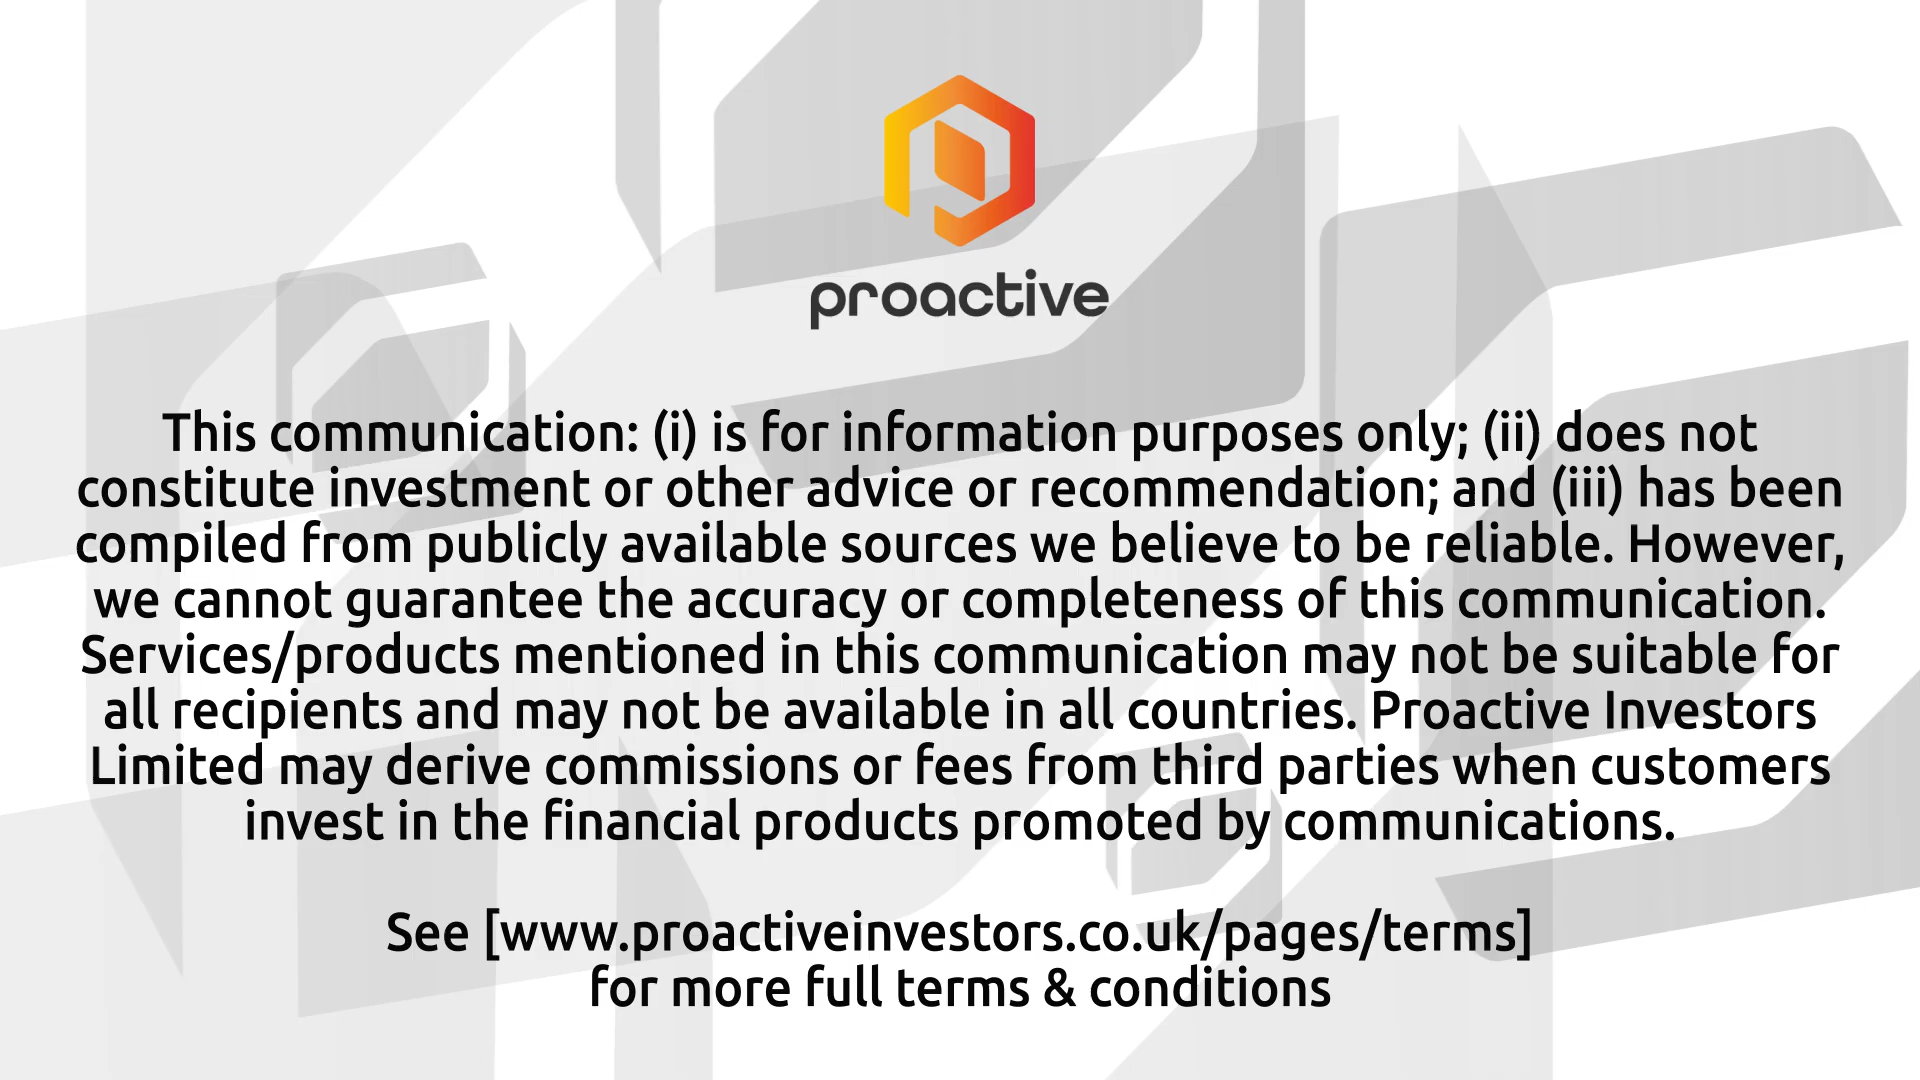 proactive
This communication: (i) is for information purposes only; (ii) does not
constitute investment or other advice or recommendation; and (iii) has been
compiled from publicly available sources we believe to be reliable. However,
we cannot guarantee the accuracy or completeness of this communication.
Services/products mentioned in this communication may not be suitable for
all recipients and may not be available in all countries. Proactive Investors
Limited may derive commissions or fees from third parties when customers
invest in the financial products promoted by communications.
See [www.proactiveinvestors.co.uk/pages/terms]
for more full terms & conditions